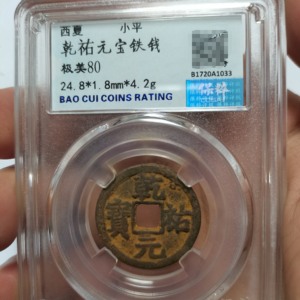 西夏 小平
乾祐元宝铁钱
极美80
24.8*1.8mm*4.2g
B1720A1033
BAO CUI COINS RATING
乾祐元寶